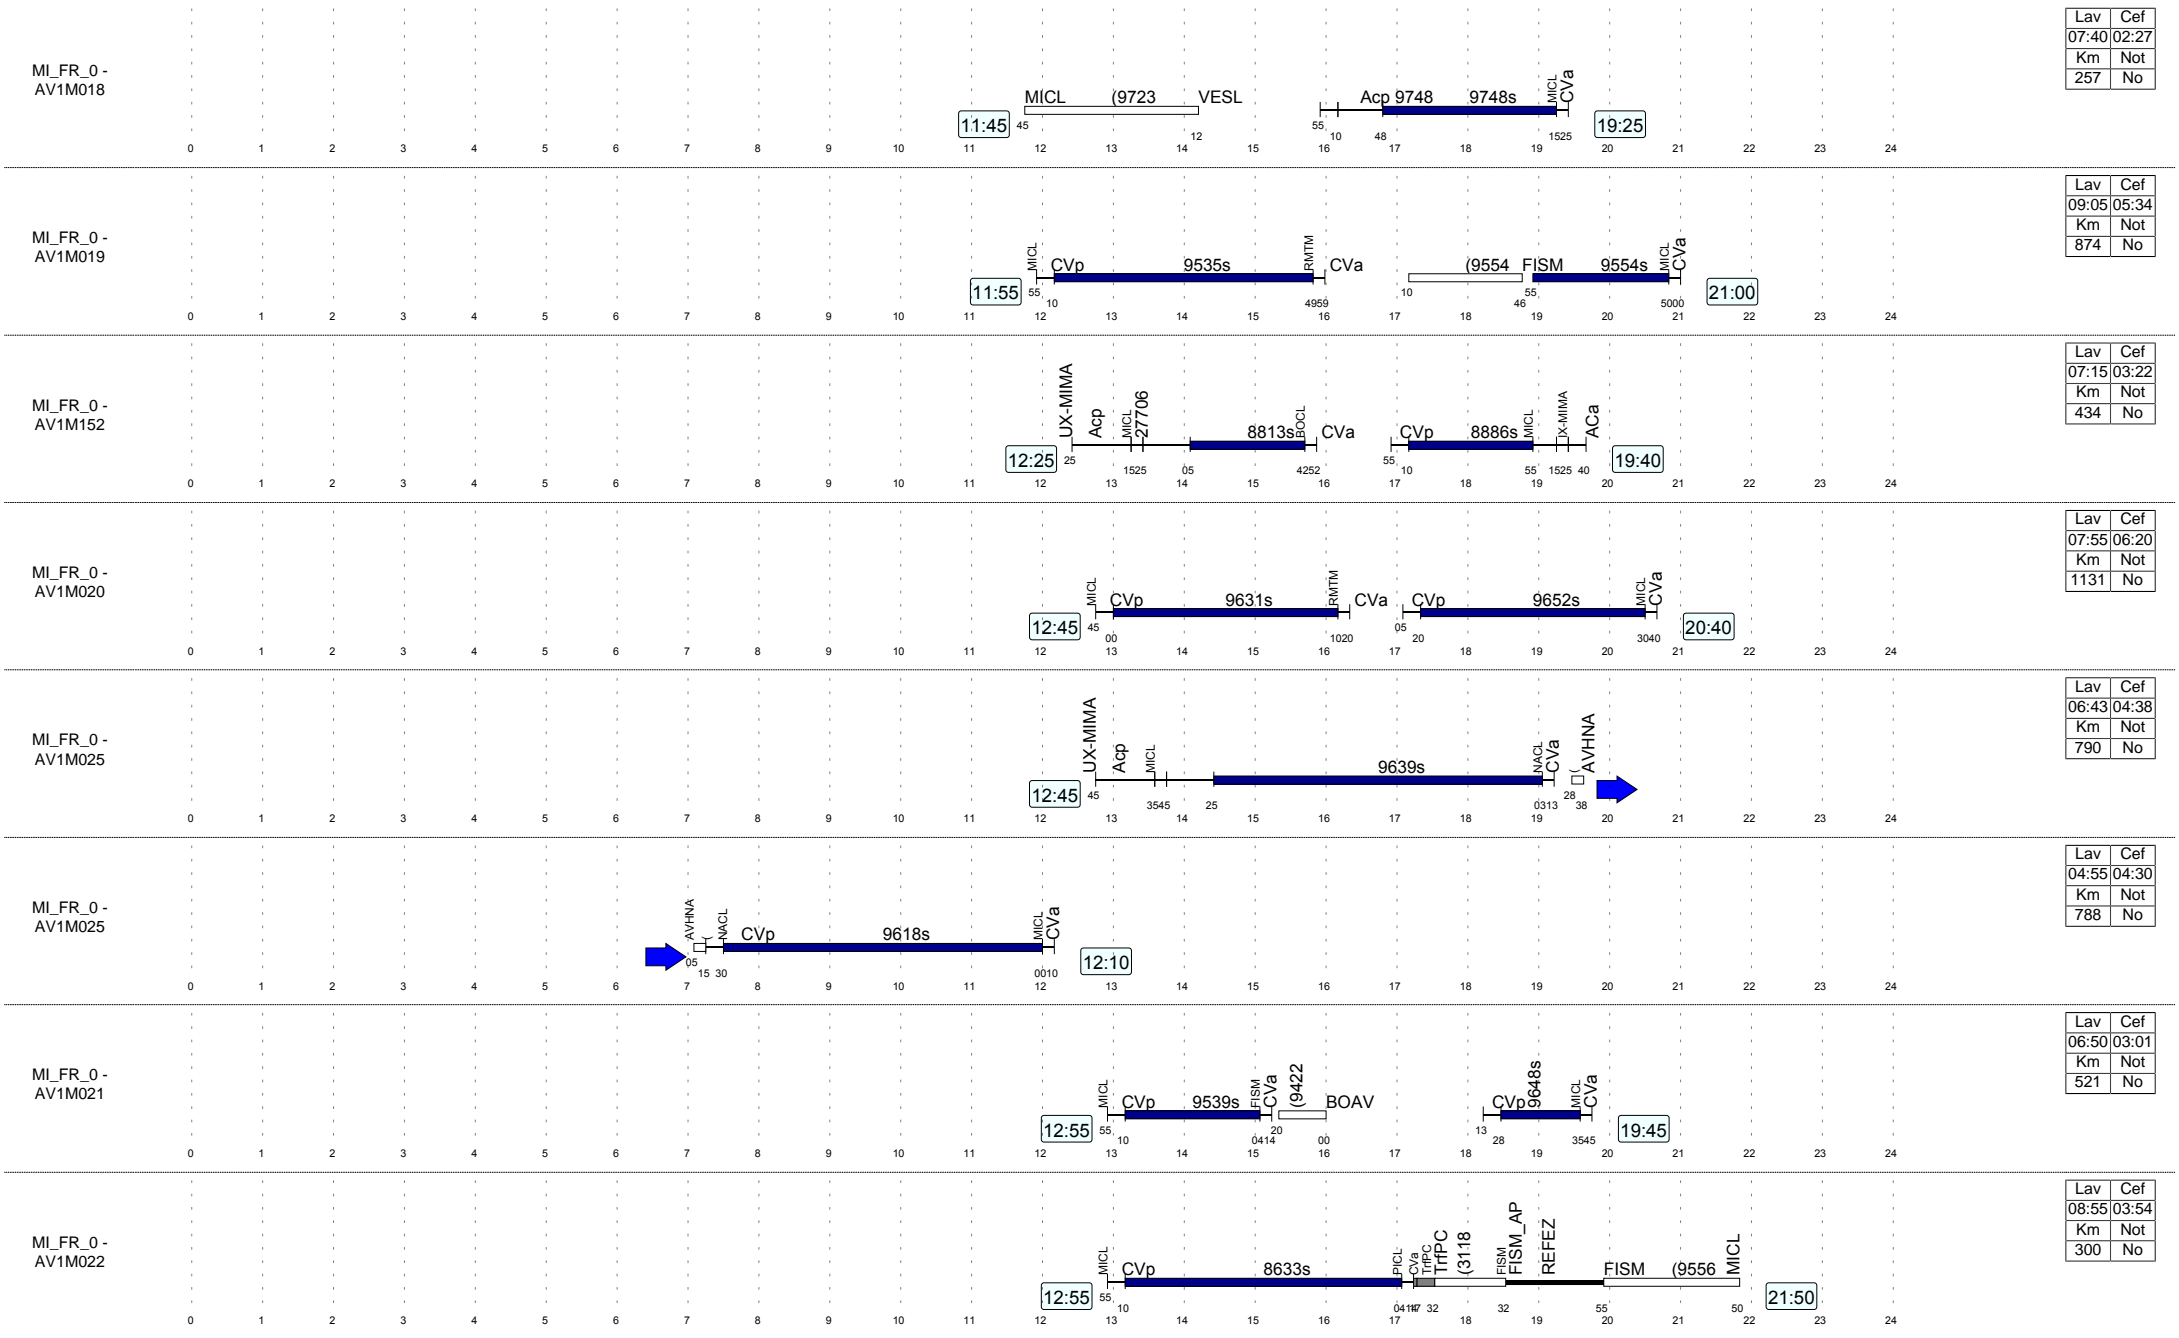 Lav Cef
07:40 02:27
Km Not
257 No
MI_FR_0 -
AV1M018
MICL (9723 VESL Acp 9748 9748s MICL CVa
11:45 45 12 55 10 48 1525 19:25
0 1 2 3 4 5 6 7 8 9 10 11 12 13 14 15 16 17 18 19 20 21 22 23 24
Lav Cef
09:05 05:34
Km Not
874 No
MI_FR_0 -
AV1M019
MICL CVp 9535s RMTM CVa (9554 FISM 9554s MICL CVa
11:55 55 10 4959 10 46 55 5000 21:00
0 1 2 3 4 5 6 7 8 9 10 11 12 13 14 15 16 17 18 19 20 21 22 23 24
Lav Cef
07:15 03:22
Km Not
434 No
MI_FR_0 -
AV1M152
UX-MIMA Acp MICL 27706 8813s BOCL CVa CVp 8886s MICL IX-MIMA ACa
12:25 25 1525 05 4252 55 10 55 1525 40 19:40
0 1 2 3 4 5 6 7 8 9 10 11 12 13 14 15 16 17 18 19 20 21 22 23 24
Lav Cef
07:55 06:20
Km Not
1131 No
MI_FR_0 -
AV1M020
MICL CVp 9631s RMTM CVa CVp 9652s MICL CVa
12:45 45 00 1020 05 20 3040 20:40
0 1 2 3 4 5 6 7 8 9 10 11 12 13 14 15 16 17 18 19 20 21 22 23 24
Lav Cef
06:43 04:38
Km Not
790 No
MI_FR_0 -
AV1M025
UX-MIMA Acp MICL 9639s NACL CVa ( AVHNA
12:45 45 3545 25 0313 28 38
0 1 2 3 4 5 6 7 8 9 10 11 12 13 14 15 16 17 18 19 20 21 22 23 24
Lav Cef
04:55 04:30
Km Not
788 No
MI_FR_0 -
AV1M025
AVHNA ( NACL CVp 9618s MICL CVa
05 15 30 0010 12:10
0 1 2 3 4 5 6 7 8 9 10 11 12 13 14 15 16 17 18 19 20 21 22 23 24
Lav Cef
06:50 03:01
Km Not
521 No
MI_FR_0 -
AV1M021
MICL CVp 9539s FISM CVa (9422 BOAV CVp 9648s MICL CVa
12:55 55 10 0414 20 00 13 28 3545 19:45
0 1 2 3 4 5 6 7 8 9 10 11 12 13 14 15 16 17 18 19 20 21 22 23 24
Lav Cef
08:55 03:54
Km Not
300 No
MI_FR_0 -
AV1M022
MICL CVp 8633s PICL CVa TrfPC TrfPC (3118 FISM FISM_AP REFEZ FISM (9556 MICL
12:55 55 10 32 32 55 50 21:50
0 1 2 3 4 5 6 7 8 9 10 11 12 13 14 15 16 17 18 19 20 21 22 23 24